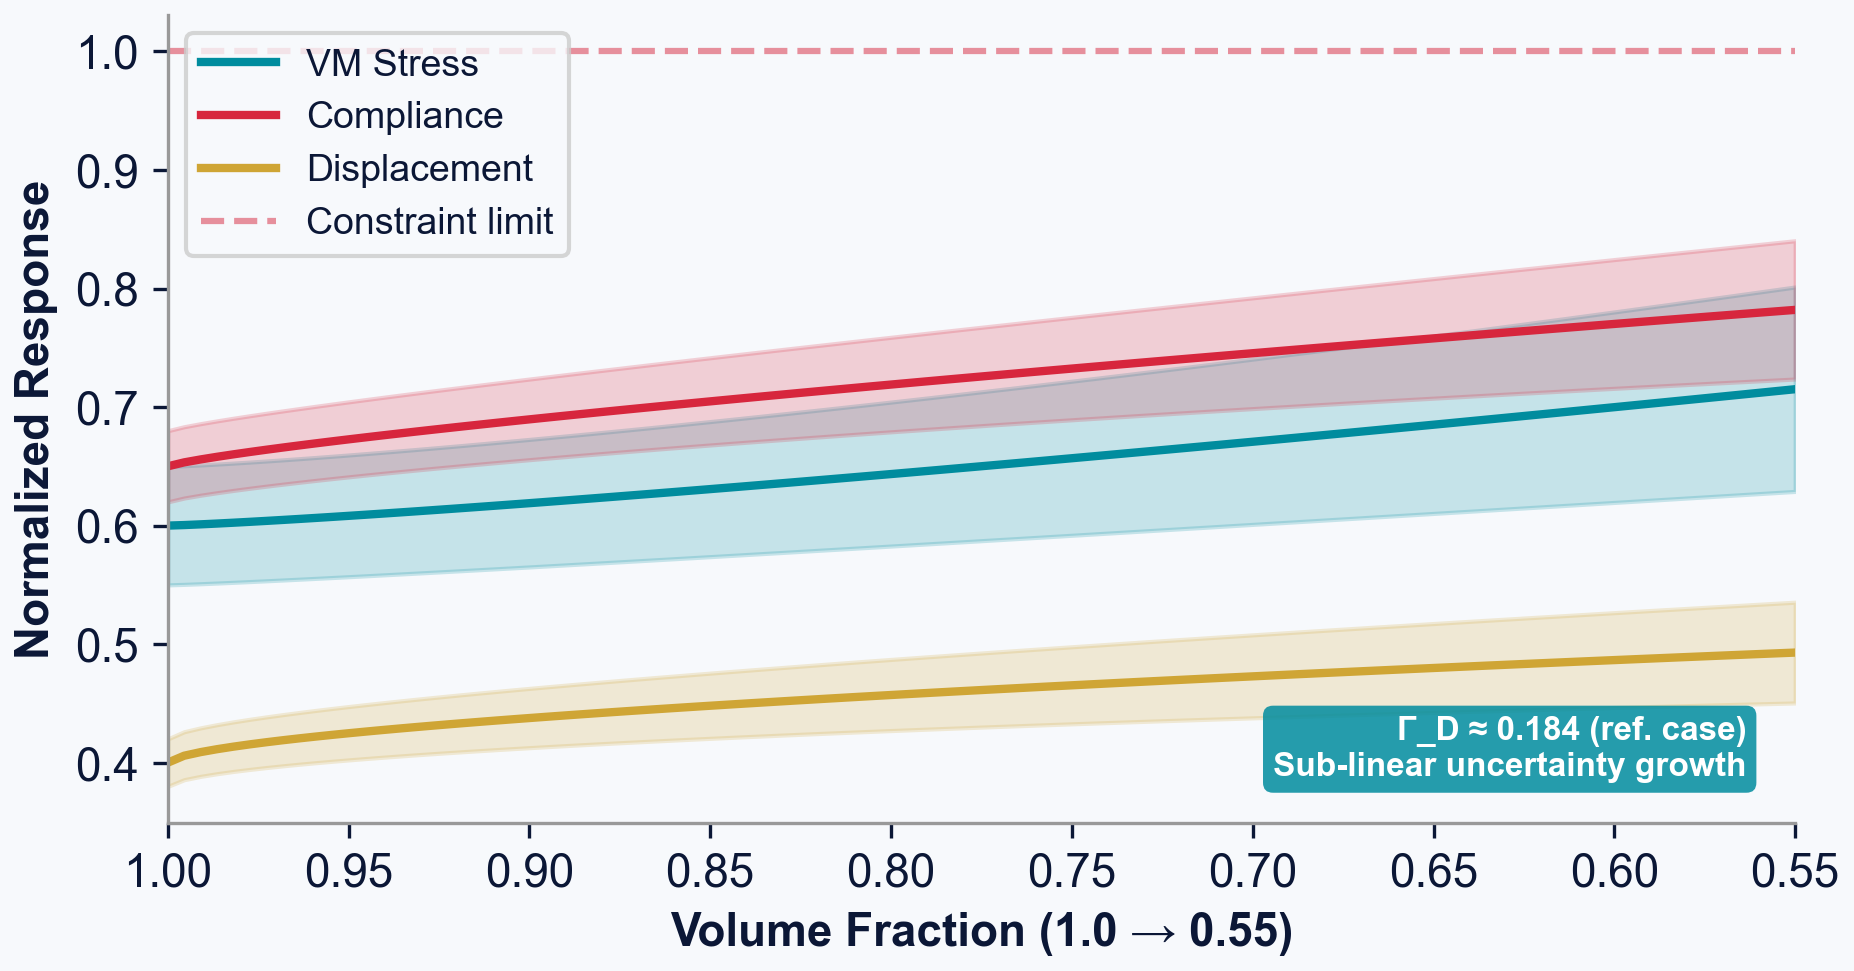 Normalized Response
1.0
0.9
0.8
0.7
0.6
0.5
0.4
VM Stress
Compliance
Displacement
Constraint limit
Γ_D ≈ 0.184 (ref. case)
Sub-linear uncertainty growth
1.00 0.95 0.90 0.85 0.80 0.75 0.70 0.65 0.60 0.55
Volume Fraction (1.0 → 0.55)